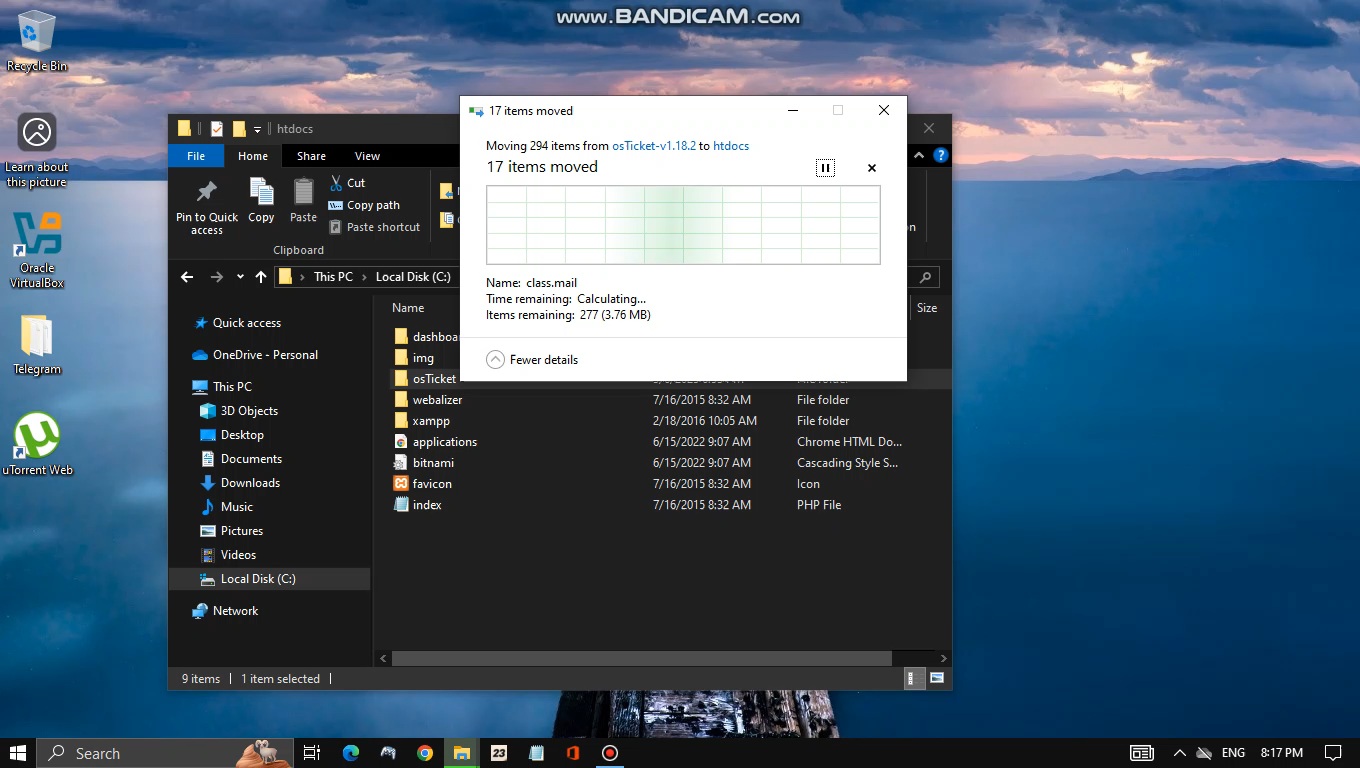 www.BANDICAM.com
Recycle Bin
Learn about
this picture
Oracle
VirtualBox
Telegram
uTorrent Web
htdocs
File Home Share View
Pin to Quick
access
Copy
Paste
Cut
Copy path
Paste shortcut
Clipboard
This PC > Local Disk (C:)
17 items moved
Moving 294 items from osTicket-v1.18.2 to htdocs
17 items moved
Name: class.mail
Time remaining: Calculating...
Items remaining: 277 (3.76 MB)
Fewer details
Quick access
OneDrive - Personal
This PC
3D Objects
Desktop
Documents
Downloads
Music
Pictures
Videos
Local Disk (C:)
Network
Name Size
img
osTicket
webalizer 7/16/2015 8:32 AM File folder
xampp 2/18/2016 10:05 AM File folder
applications 6/15/2022 9:07 AM Chrome HTML Do...
bitnami 6/15/2022 9:07 AM Cascading Style S...
favicon 7/16/2015 8:32 AM Icon
index 7/16/2015 8:32 AM PHP File
9 items 1 item selected
Search
23
ENG 8:17 PM